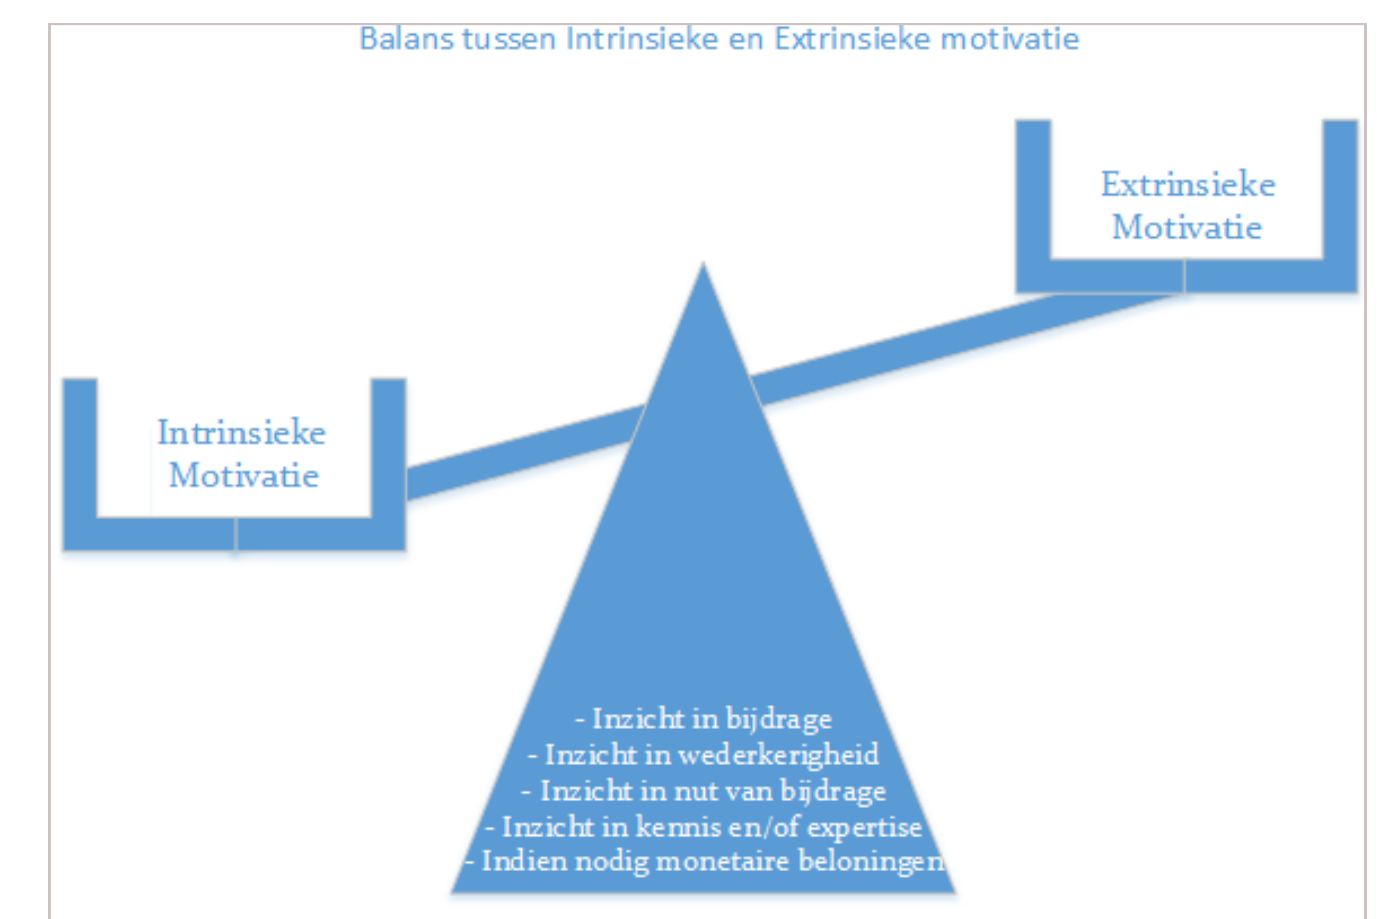 Balans tussen Intrinsieke en Extrinsieke motivatie
Extrinsieke
Motivatie
Intrinsieke
Motivatie
- Inzicht in bijdrage
- Inzicht in wederkerigheid
- Inzicht in nut van bijdrage
- Inzicht in kennis en/of expertise
- Indien nodig monetaire beloningen